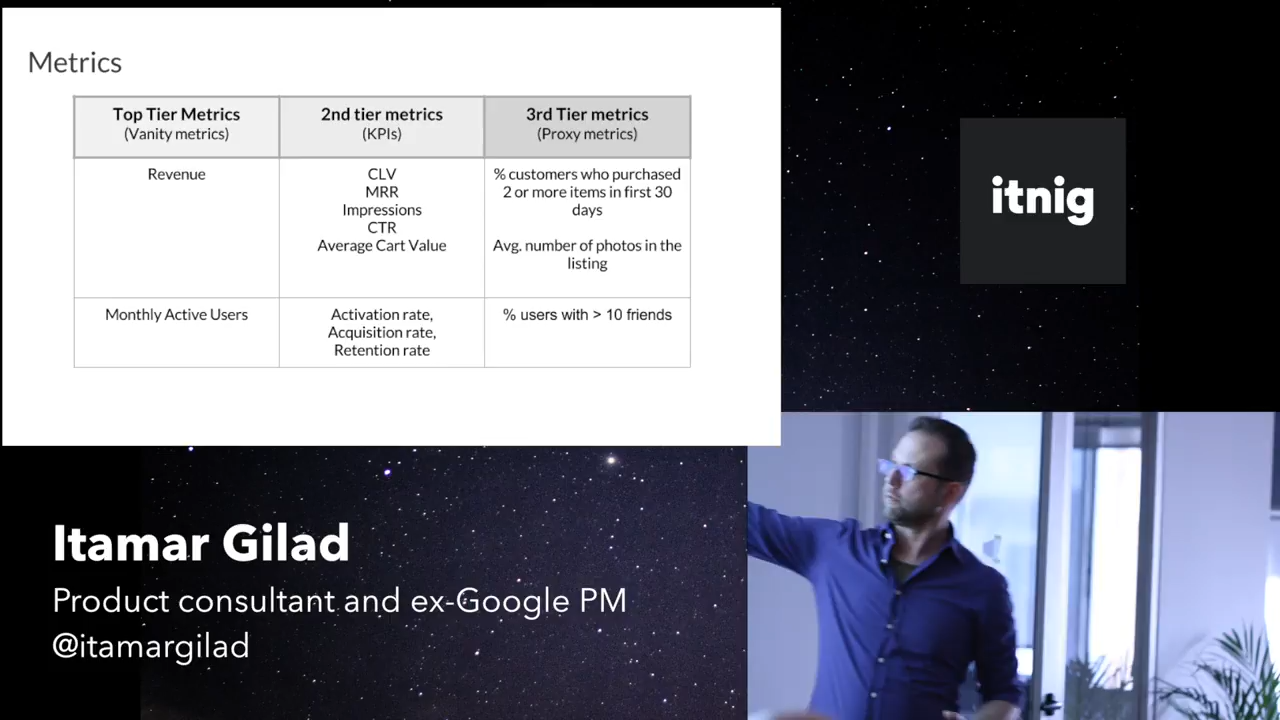 Metrics
Top Tier Metrics
(Vanity metrics)
2nd tier metrics
(KPIs)
3rd Tier metrics
(Proxy metrics)
Revenue
CLV
MRR
Impressions
CTR
Average Cart Value
% customers who purchased
2 or more items in first 30
days
Avg. number of photos in the
listing
Monthly Active Users
Activation rate,
Acquisition rate,
Retention rate
% users with > 10 friends
itnig
Itamar Gilad
Product consultant and ex-Google PM
@itamargilad